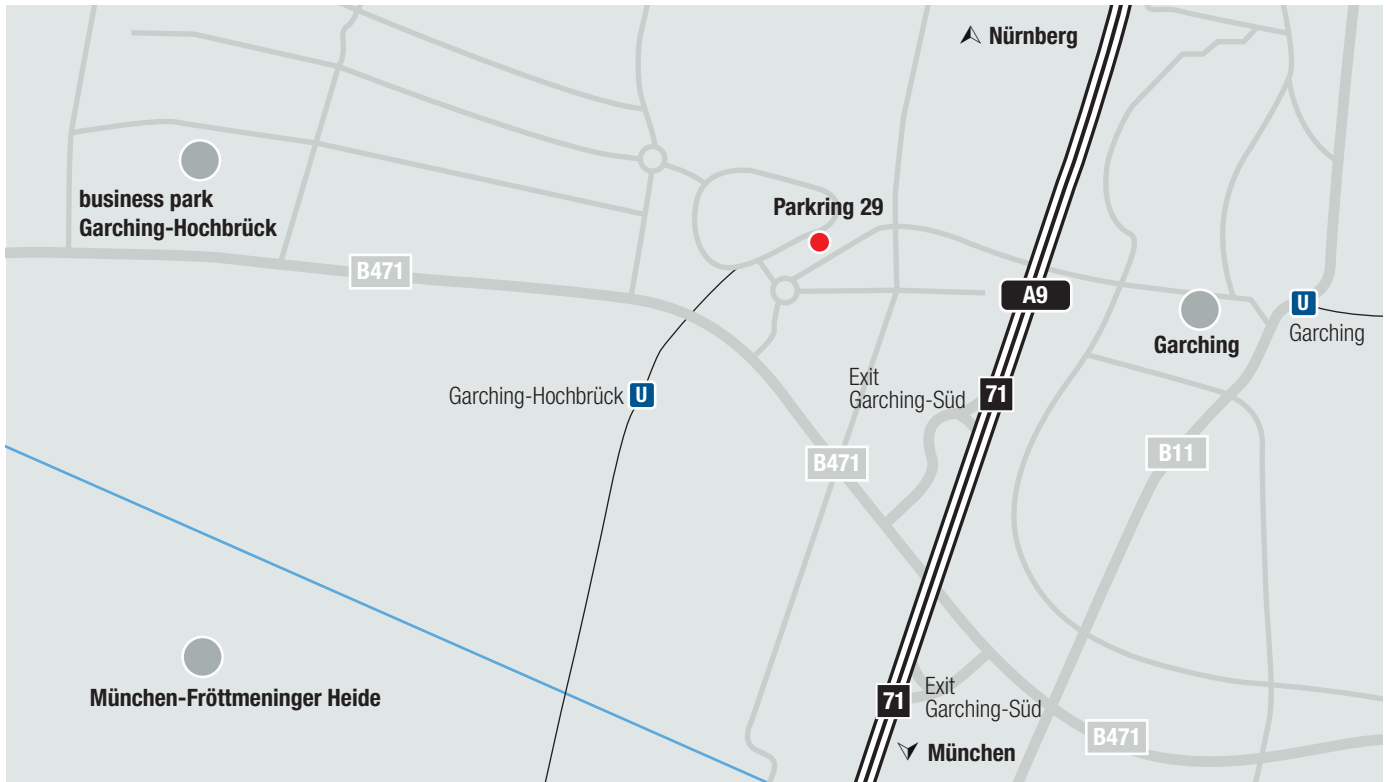 Nürnberg
business park
Garching-Hochbrück
Parkring 29
B471
A9
U
Garching
Garching
Exit
Garching-Süd
71
Garching-Hochbrück
U
B471
B11
München-Fröttmeninger Heide
71
Exit
Garching-Süd
B471
München